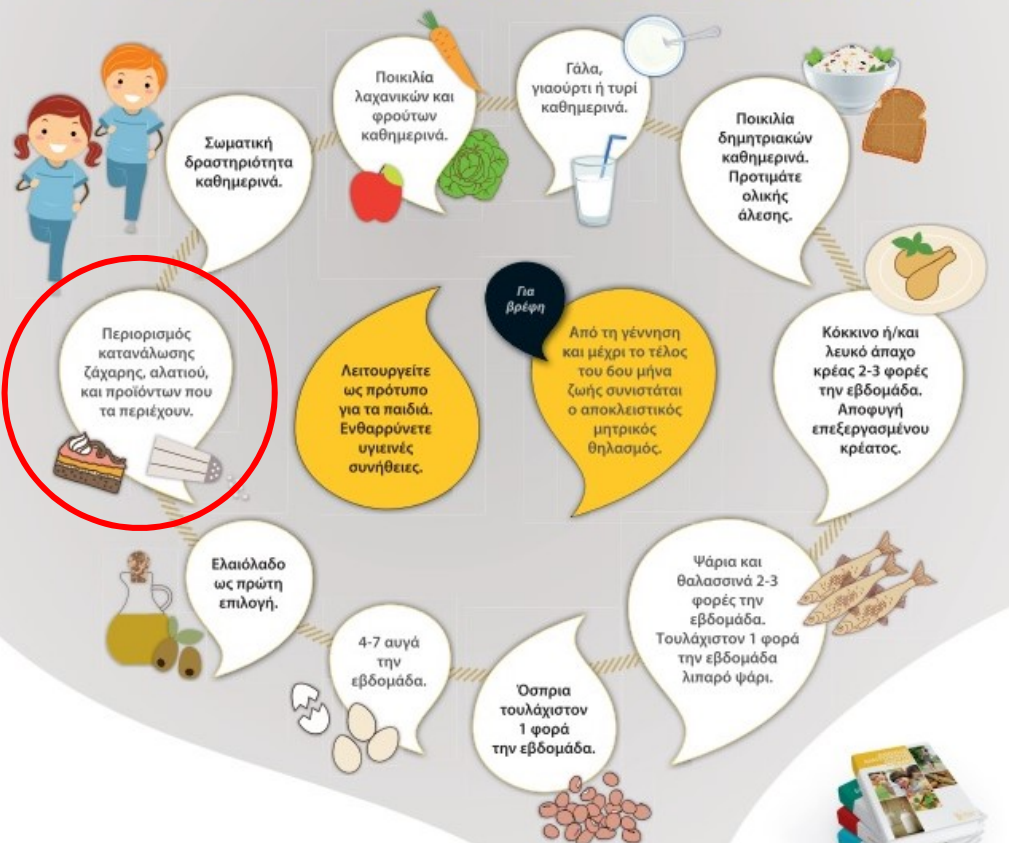 Σωματική
δραστηριότητα
καθημερινά.
Ποικιλία
λαχανικών και
φρούτων
καθημερινά.
Γάλα,
γιαούρτι ή τυρί
καθημερινά.
Ποικιλία
δημητριακών
καθημερινά.
Προτιμάτε
ολικής
άλεσης.
Κόκκινο ή/και
λευκό άπαχο
κρέας 2-3 φορές
την εβδομάδα.
Αποφυγή
επεξεργασμένου
κρέατος.
Ψάρια και
θαλασσινά 2-3
φορές την
εβδομάδα.
Τουλάχιστον 1 φορά
την εβδομάδα
λιπαρό ψάρι.
Όσπρια
τουλάχιστον
1 φορά
την εβδομάδα.
4-7 αυγά
την
εβδομάδα.
Ελαιόλαδο
ως πρώτη
επιλογή.
Περιορισμός
κατανάλωσης
ζάχαρης, αλατιού,
και προϊόντων που
τα περιέχουν.
Λειτουργείτε
ως πρότυπο
για τα παιδιά.
Ενθαρρύνετε
υγιεινές
συνήθειες.
Για
βρέφη
Από τη γέννηση
και μέχρι το τέλος
του 6ου μήνα
ζωής συνιστάται
ο αποκλειστικός
μητρικός
θηλασμός.